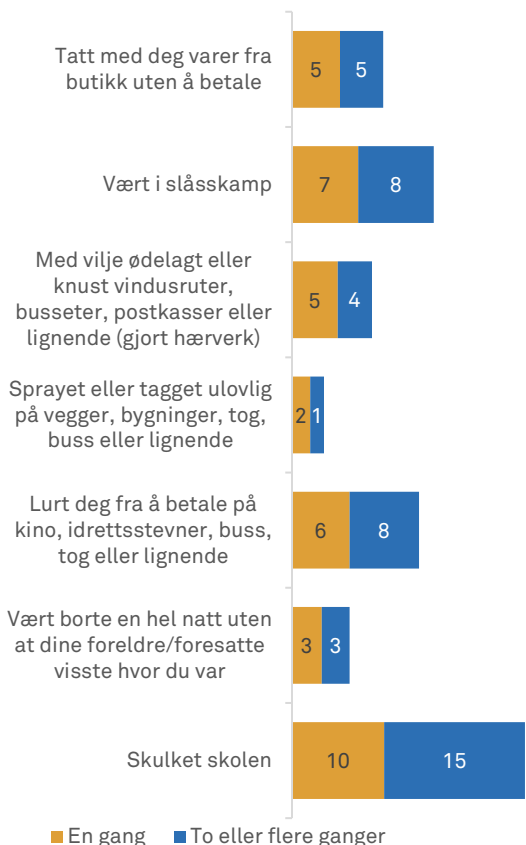 Tatt med deg varer fra
butikk uten å betale
5 5
Vært i slåsskamp
7 8
Med vilje ødelagt eller
knust vindusruter,
busseter, postkasser eller
lignende (gjort hærverk)
5 4
Sprayet eller tagget ulovlig
på vegger, bygninger, tog,
buss eller lignende
2 1
Lurt deg fra å betale på
kino, idrettsstevner, buss,
tog eller lignende
6 8
Vært borte en hel natt uten
at dine foreldre/foresatte
visste hvor du var
3 3
Skulket skolen
10 15
En gang To eller flere ganger